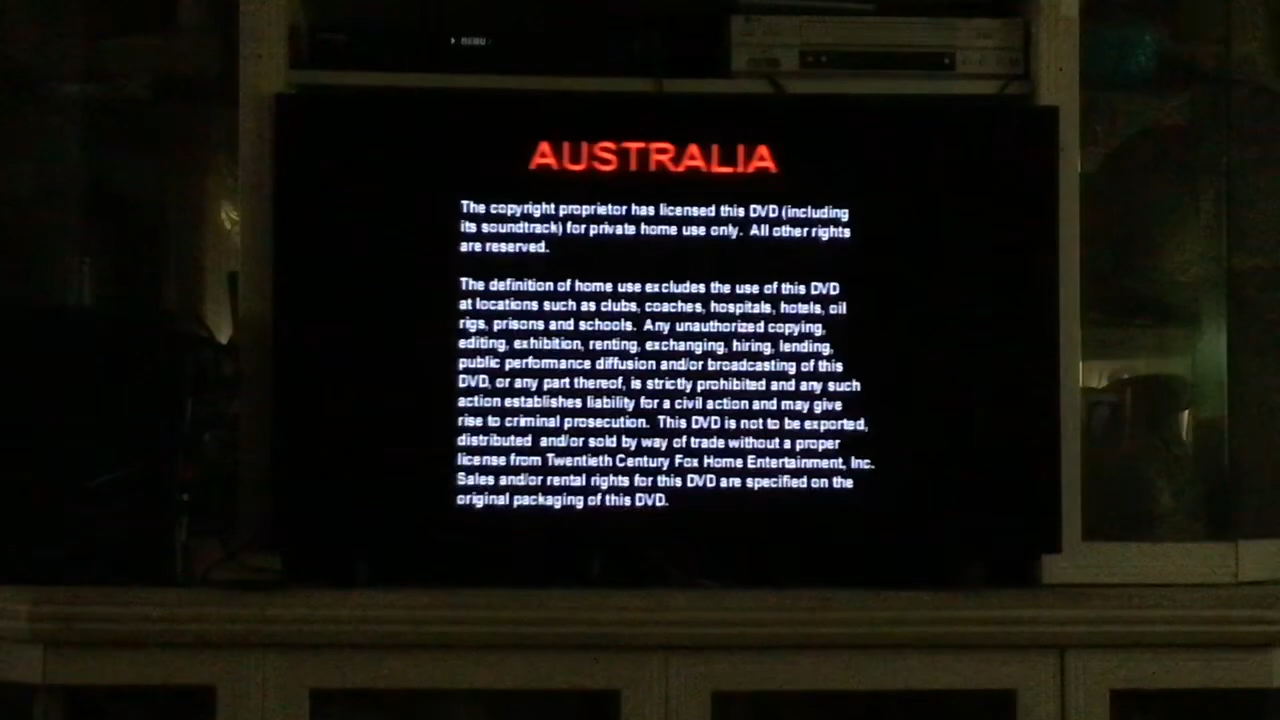 MENU
AUSTRALIA
The copyright proprietor has licensed this DVD (including
its soundtrack) for private home use only. All other rights
are reserved.
The definition of home use excludes the use of this DVD
at locations such as clubs, coaches, hospitals, hotels, oil
rigs, prisons and schools. Any unauthorized copying,
editing, exhibition, renting, exchanging, hiring, lending,
public performance diffusion and/or broadcasting of this
DVD, or any part thereof, is strictly prohibited and any such
action establishes liability for a civil action and may give
rise to criminal prosecution. This DVD is not to be exported,
distributed and/or sold by way of trade without a proper
license from Twentieth Century Fox Home Entertainment, Inc.
Sales and/or rental rights for this DVD are specified on the
original packaging of this DVD.